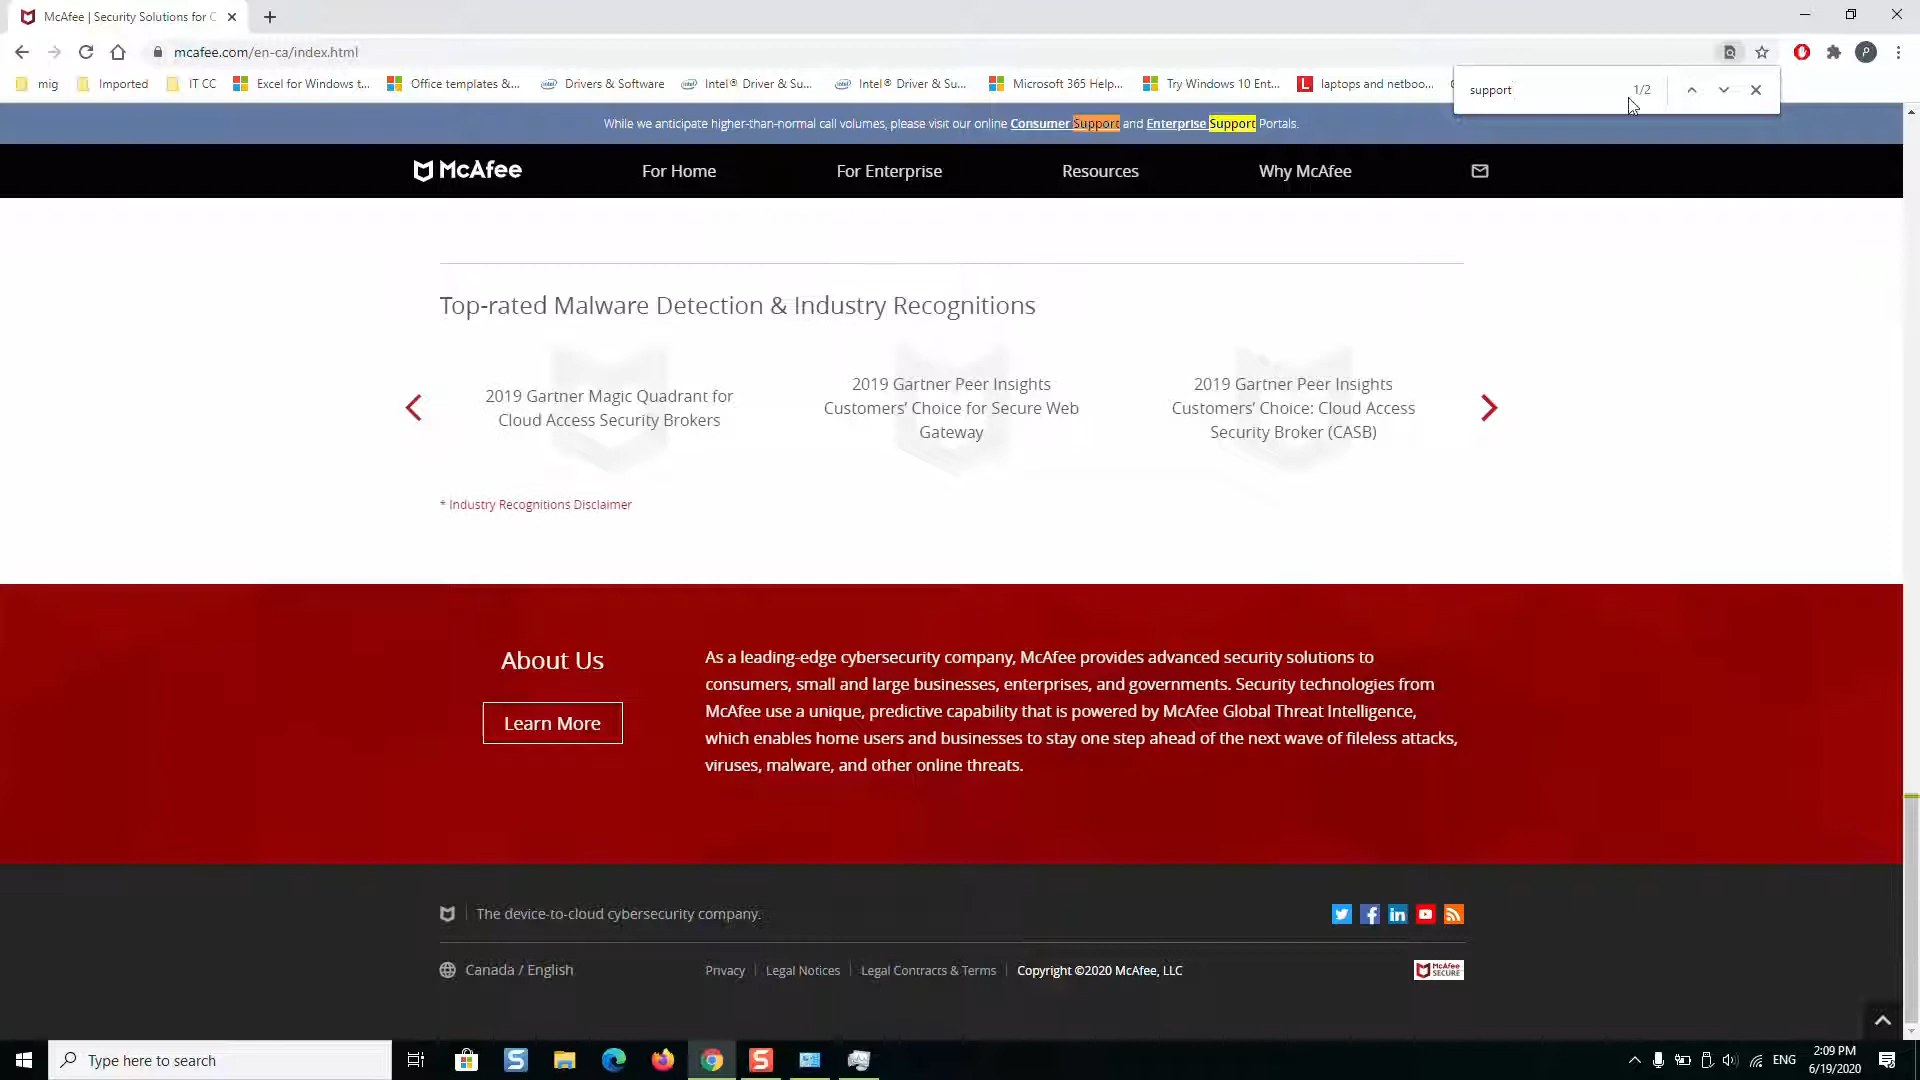 McAfee | Security Solutions for C
mcafee.com/en-ca/index.html
P
mig
Imported
IT CC
Excel for Windows t...
Office templates &...
Drivers & Software
Intel® Driver & Su...
Intel® Driver & Su...
Microsoft 365 Help...
Try Windows 10 Ent...
L
laptops and netboo...
support
1/2
While we anticipate higher-than-normal call volumes, please visit our online Consumer Support and Enterprise Support Portals.
McAfee
For Home
For Enterprise
Resources
Why McAfee
Top-rated Malware Detection & Industry Recognitions
2019 Gartner Magic Quadrant for
Cloud Access Security Brokers
2019 Gartner Peer Insights
Customers’ Choice for Secure Web
Gateway
2019 Gartner Peer Insights
Customers’ Choice: Cloud Access
Security Broker (CASB)
* Industry Recognitions Disclaimer
About Us
Learn More
As a leading-edge cybersecurity company, McAfee provides advanced security solutions to
consumers, small and large businesses, enterprises, and governments. Security technologies from
McAfee use a unique, predictive capability that is powered by McAfee Global Threat Intelligence,
which enables home users and businesses to stay one step ahead of the next wave of fileless attacks,
viruses, malware, and other online threats.
The device-to-cloud cybersecurity company.
Canada / English
Privacy
Legal Notices
Legal Contracts & Terms
Copyright ©2020 McAfee, LLC
McAfee
SECURE
Type here to search
S
S
ENG
2:09 PM
6/19/2020